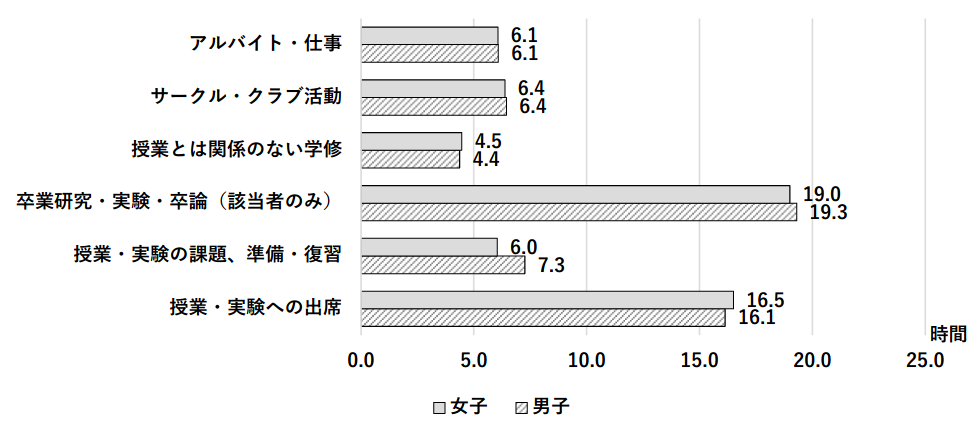 アルバイト・仕事
6.1
6.1
サークル・クラブ活動
6.4
6.4
授業とは関係のない学修
4.5
4.4
卒業研究・実験・卒論（該当者のみ）
19.0
19.3
授業・実験の課題、準備・復習
6.0
7.3
授業・実験への出席
16.5
16.1
時間
0.0 5.0 10.0 15.0 20.0 25.0
女子 男子